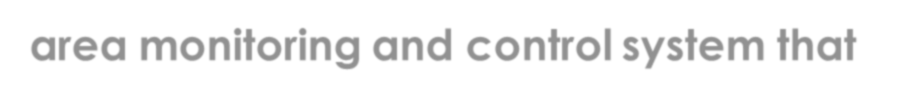 area monitoring and control system that